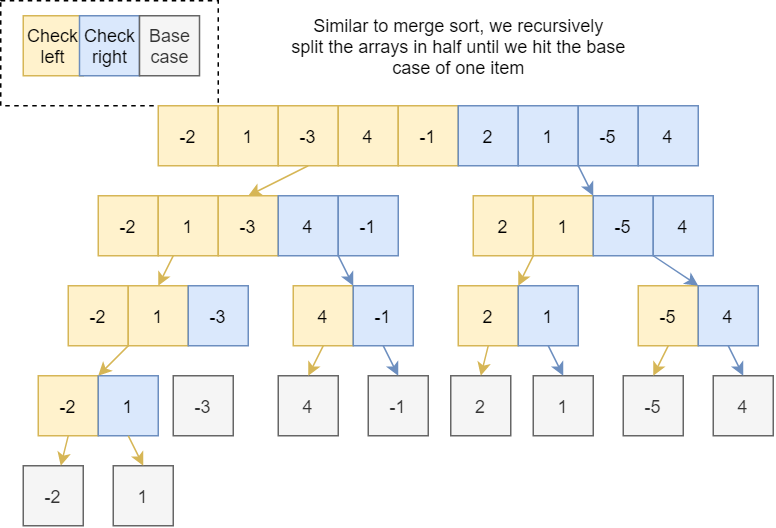 Check left
Check right
Base case
Similar to merge sort, we recursively
split the arrays in half until we hit the base
case of one item
-2 1 -3 4 -1 2 1 -5 4
-2 1 -3 4 -1
2 1 -5 4
-2 1 -3
4 -1
2 1
-5 4
-2 1
-3
4
-1
2
1
-5
4
-2
1